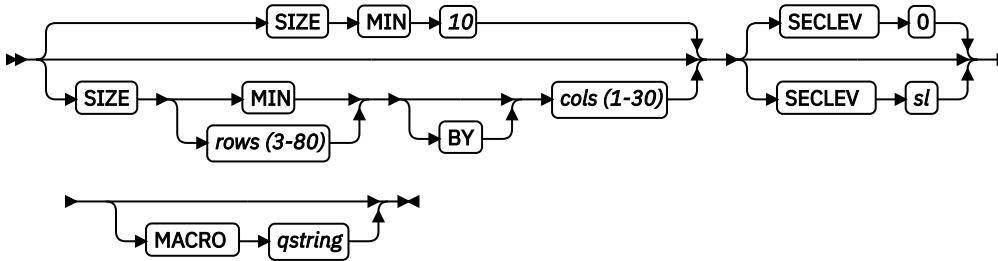 SIZE MIN 10
SECLEV 0
SIZE MIN cols (1-30)
SECLEV sl
rows (3-80) BY
MACRO qstring